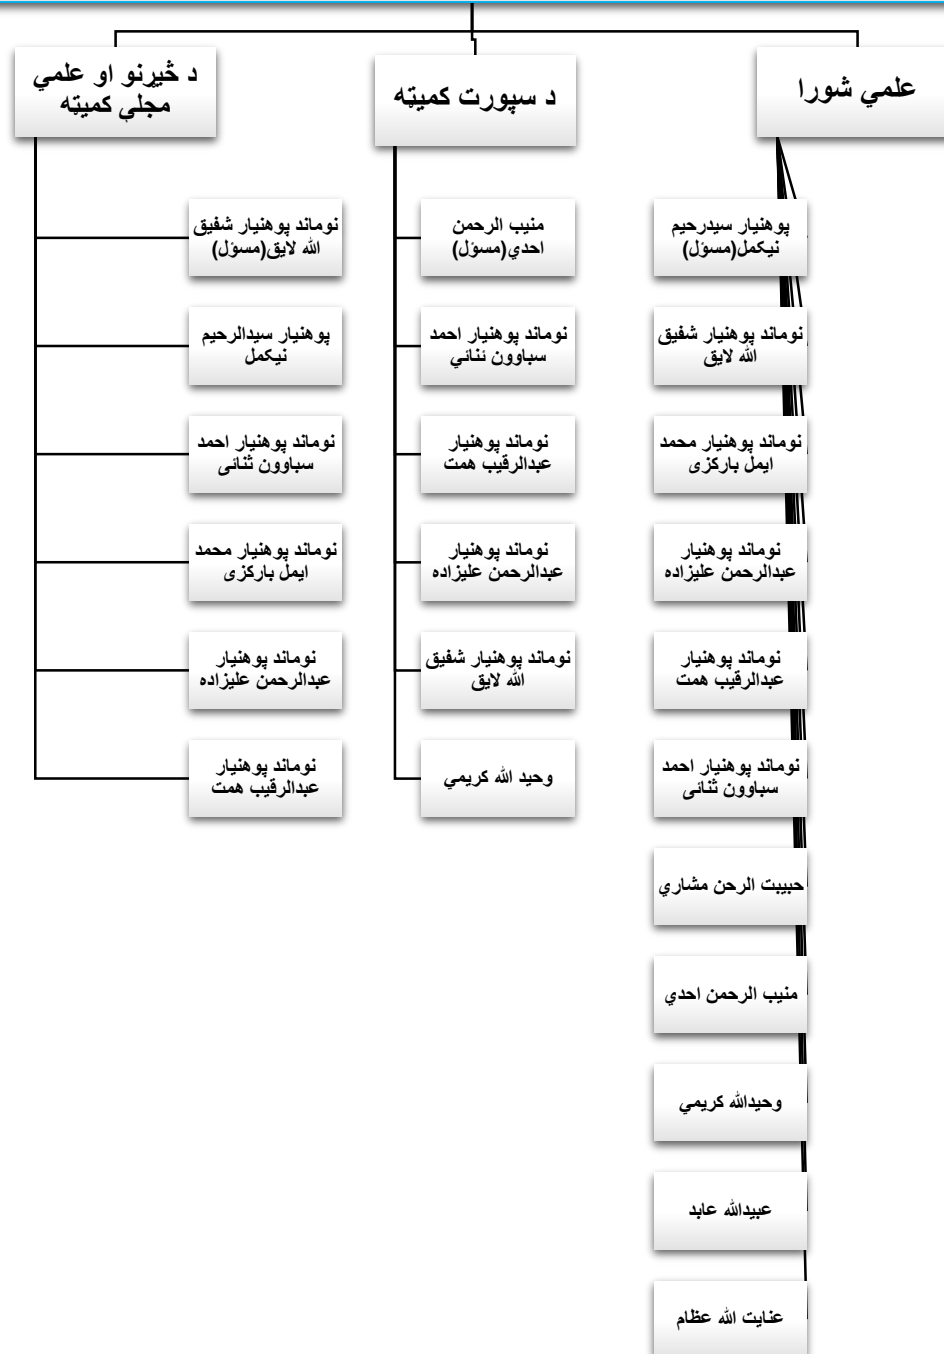 علمي شورا
پوهنیار سیدرحیم
نیکمل(مسؤل)
نوماند پوهنیار شفیق
الله لایق
نوماند پوهنیار محمد
ایمل بارکزی
نوماند پوهنیار
عبدالرحمن علیزاده
نوماند پوهنیار
عبدالرقیب همت
نوماند پوهنیار احمد
سباوون ثنائی
حبیبت الرحن مشاري
منیب الرحمن احدي
وحیدالله کریمي
عبیدالله عابد
عنایت الله عظام
د سپورت کمیټه
منیب الرحمن
احدي(مسؤل)
نوماند پوهنیار احمد
سباوون ننائي
نوماند پوهنیار
عبدالرقیب همت
نوماند پوهنیار
عبدالرحمن علیزاده
نوماند پوهنیار شفیق
الله لایق
وحید الله کریمي
د څیړنو او علمي
مجلې کمیټه
نوماند پوهنیار شفیق
الله لایق(مسؤل)
پوهنیار سیدالرحیم
نیکمل
نوماند پوهنیار احمد
سباوون ثنائی
نوماند پوهنیار محمد
ایمل بارکزی
نوماند پوهنیار
عبدالرحمن علیزاده
نوماند پوهنیار
عبدالرقیب همت